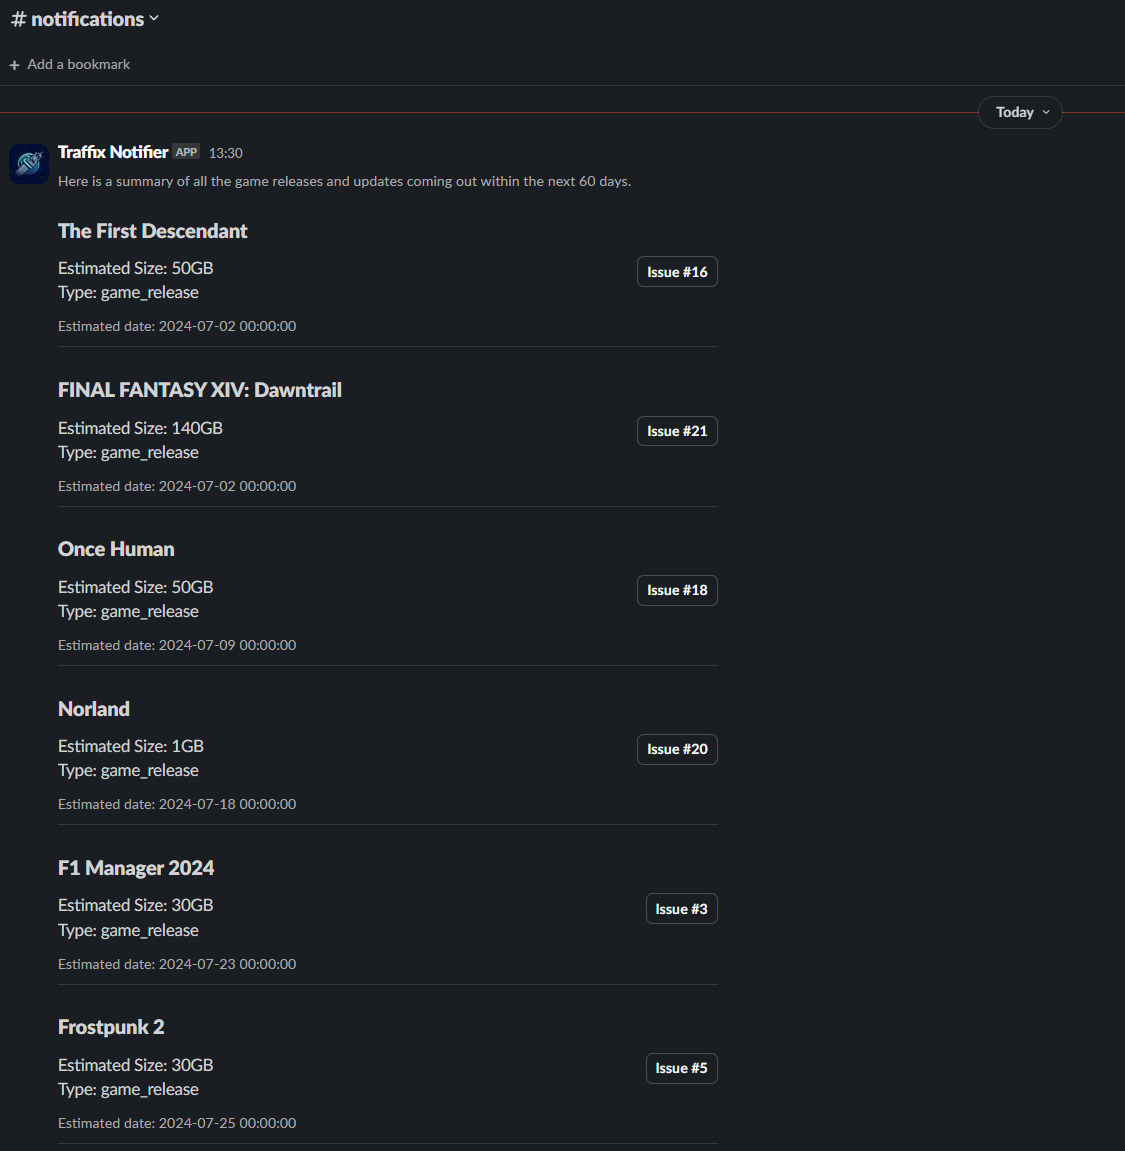 # notifications
+ Add a bookmark
Today
Traffix Notifier APP 13:30
Here is a summary of all the game releases and updates coming out within the next 60 days.
The First Descendant
Estimated Size: 50GB
Type: game_release
Issue #16
Estimated date: 2024-07-02 00:00:00
FINAL FANTASY XIV: Dawntrail
Estimated Size: 140GB
Type: game_release
Issue #21
Estimated date: 2024-07-02 00:00:00
Once Human
Estimated Size: 50GB
Type: game_release
Issue #18
Estimated date: 2024-07-09 00:00:00
Norland
Estimated Size: 1GB
Type: game_release
Issue #20
Estimated date: 2024-07-18 00:00:00
F1 Manager 2024
Estimated Size: 30GB
Type: game_release
Issue #3
Estimated date: 2024-07-23 00:00:00
Frostpunk 2
Estimated Size: 30GB
Type: game_release
Issue #5
Estimated date: 2024-07-25 00:00:00